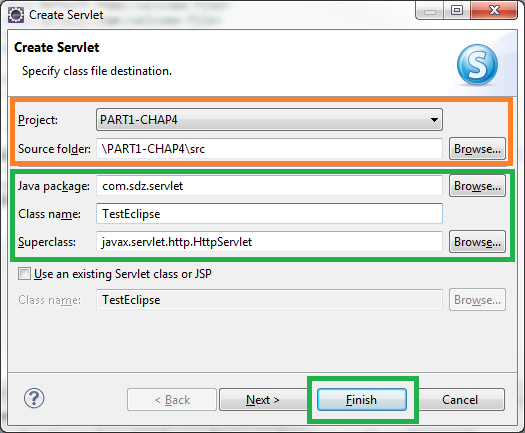 Create Servlet
Create Servlet
Specify class file destination.
S
Project: PART1-CHAP4
Source folder: \PART1-CHAP4\src Browse...
Java package: com.sdz.servlet Browse...
Class name: TestEclipse
Superclass: javax.servlet.http.HttpServlet Browse...
Use an existing Servlet class or JSP
Class name: TestEclipse Browse...
? < Back Next > Finish Cancel